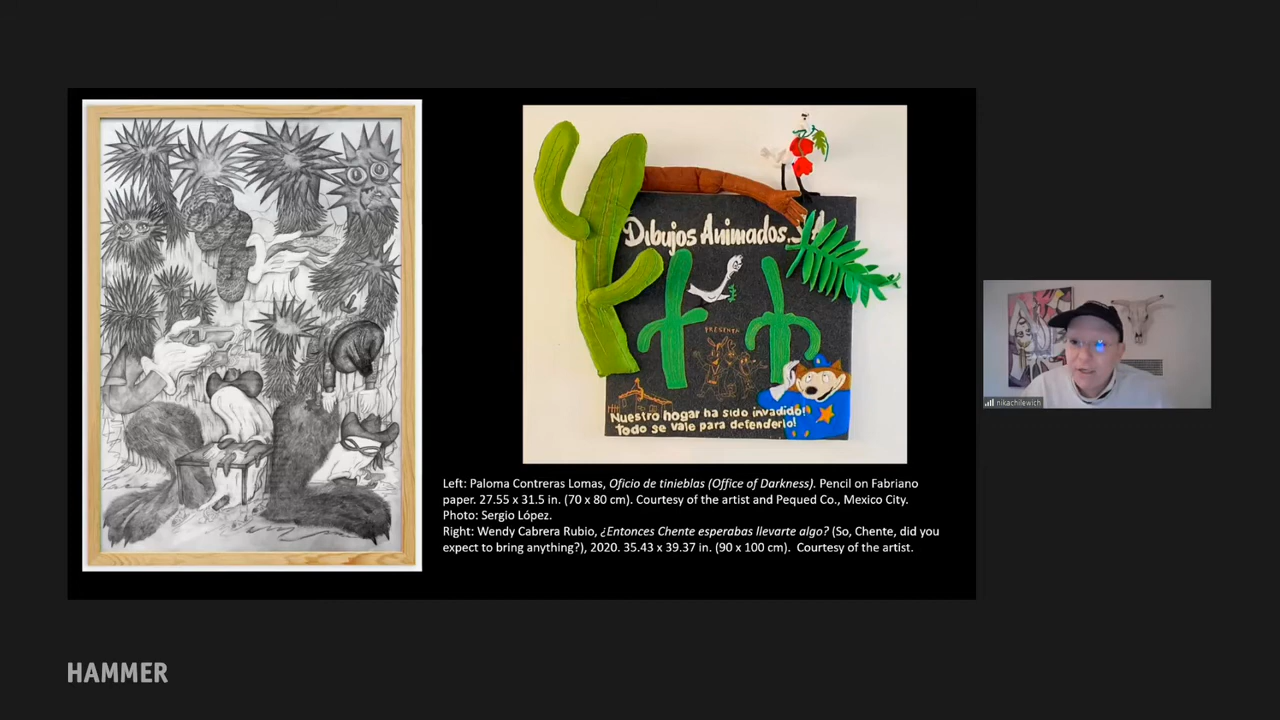 Dibujos Animados, S.A
PRESENTA
Nuestro hogar ha sido invadido!
Todo se vale para defenderlo!
Left: Paloma Contreras Lomas, Oficio de tinieblas (Office of Darkness). Pencil on Fabriano
paper. 27.55 x 31.5 in. (70 x 80 cm). Courtesy of the artist and Pequod Co., Mexico City.
Photo: Sergio López.
Right: Wendy Cabrera Rubio, ¿Entonces Chente esperabas llevarte algo? (So, Chente, did you
expect to bring anything?), 2020. 35.43 x 39.37 in. (90 x 100 cm).  Courtesy of the artist.
nikachilewich
HAMMER